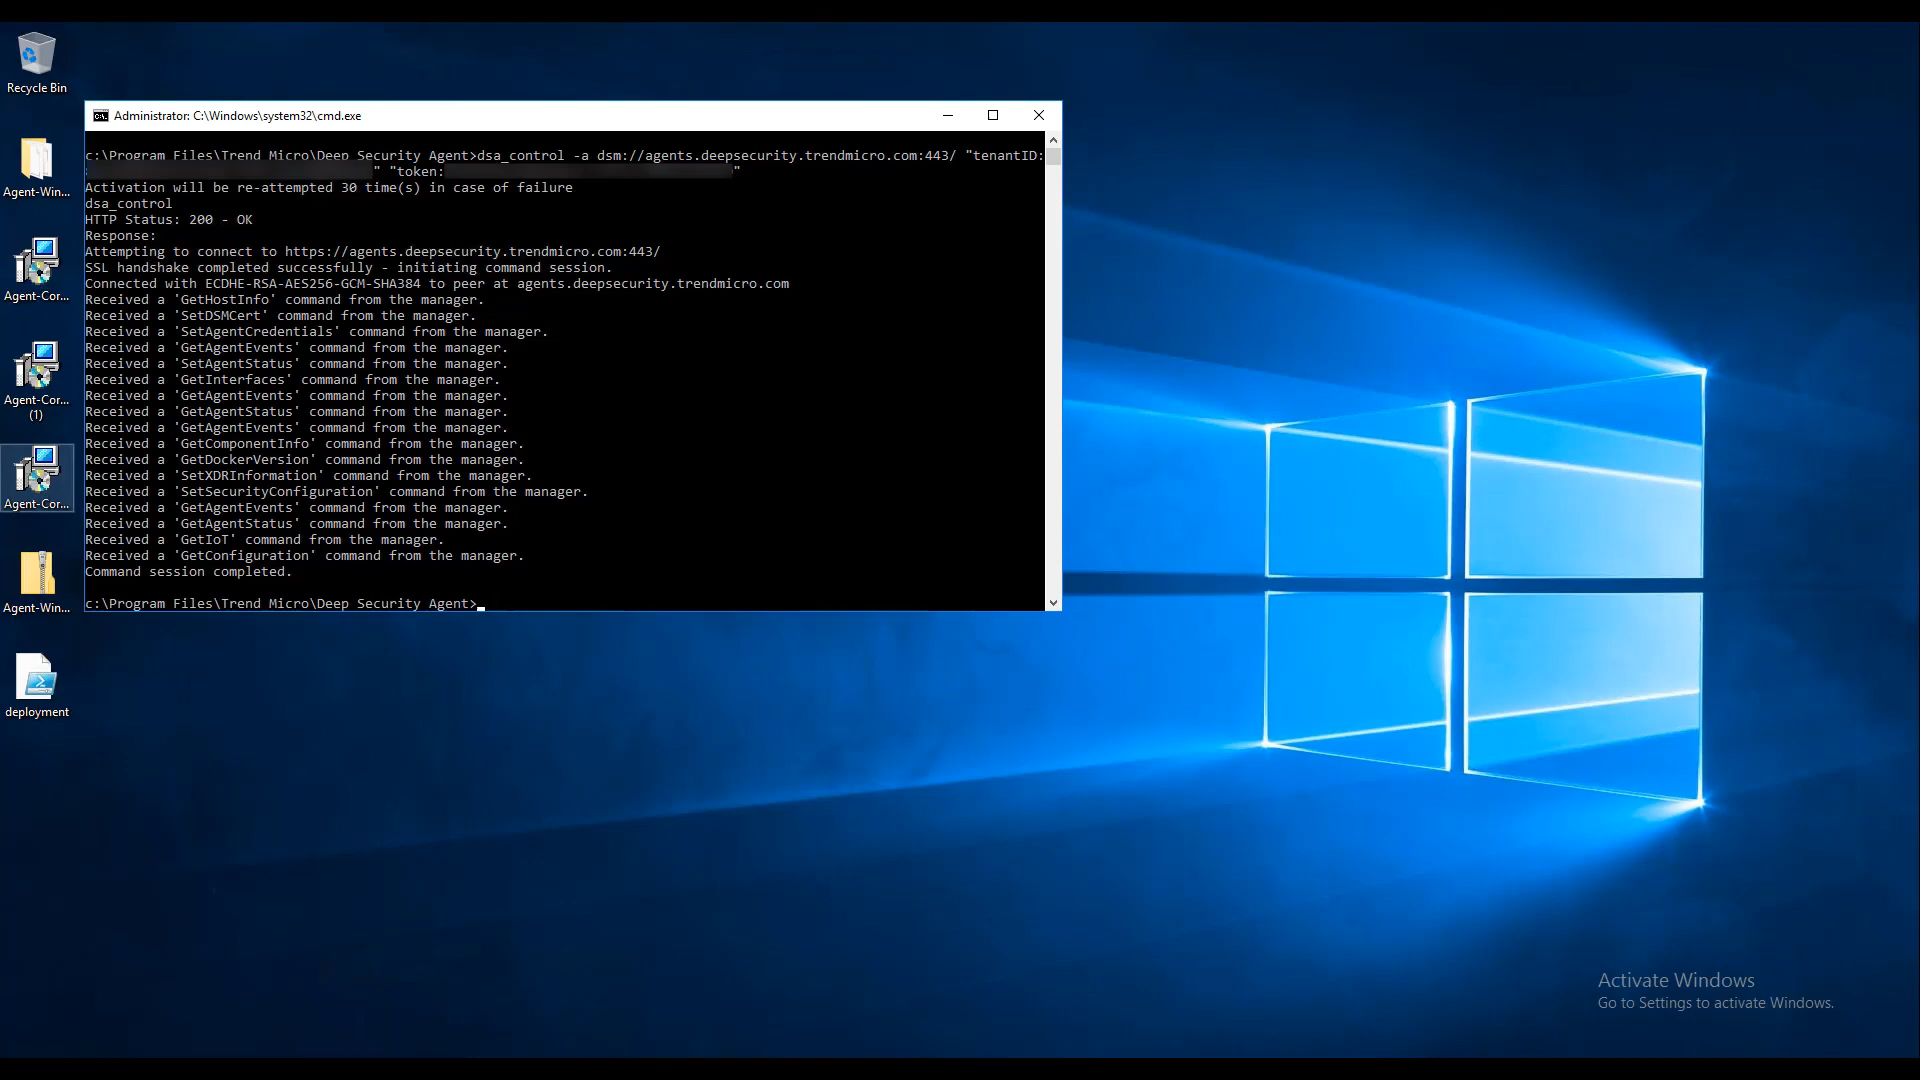 Recycle Bin
Agent-Win...
Agent-Cor...
Agent-Cor...
(1)
Agent-Cor...
Agent-Win...
deployment
Administrator: C:\Windows\system32\cmd.exe
c:\Program Files\Trend Micro\Deep Security Agent>dsa_control -a dsm://agents.deepsecurity.trendmicro.com:443/ "tenantID:
" "token: "
Activation will be re-attempted 30 time(s) in case of failure
dsa_control
HTTP Status: 200 - OK
Response:
Attempting to connect to https://agents.deepsecurity.trendmicro.com:443/
SSL handshake completed successfully - initiating command session.
Connected with ECDHE-RSA-AES256-GCM-SHA384 to peer at agents.deepsecurity.trendmicro.com
Received a 'GetHostInfo' command from the manager.
Received a 'SetDSMCert' command from the manager.
Received a 'SetAgentCredentials' command from the manager.
Received a 'GetAgentEvents' command from the manager.
Received a 'SetAgentStatus' command from the manager.
Received a 'GetInterfaces' command from the manager.
Received a 'GetAgentEvents' command from the manager.
Received a 'GetAgentStatus' command from the manager.
Received a 'GetAgentEvents' command from the manager.
Received a 'GetComponentInfo' command from the manager.
Received a 'GetDockerVersion' command from the manager.
Received a 'SetXDRInformation' command from the manager.
Received a 'SetSecurityConfiguration' command from the manager.
Received a 'GetAgentEvents' command from the manager.
Received a 'GetAgentStatus' command from the manager.
Received a 'GetIoT' command from the manager.
Received a 'GetConfiguration' command from the manager.
Command session completed.
c:\Program Files\Trend Micro\Deep Security Agent>
Activate Windows
Go to Settings to activate Windows.